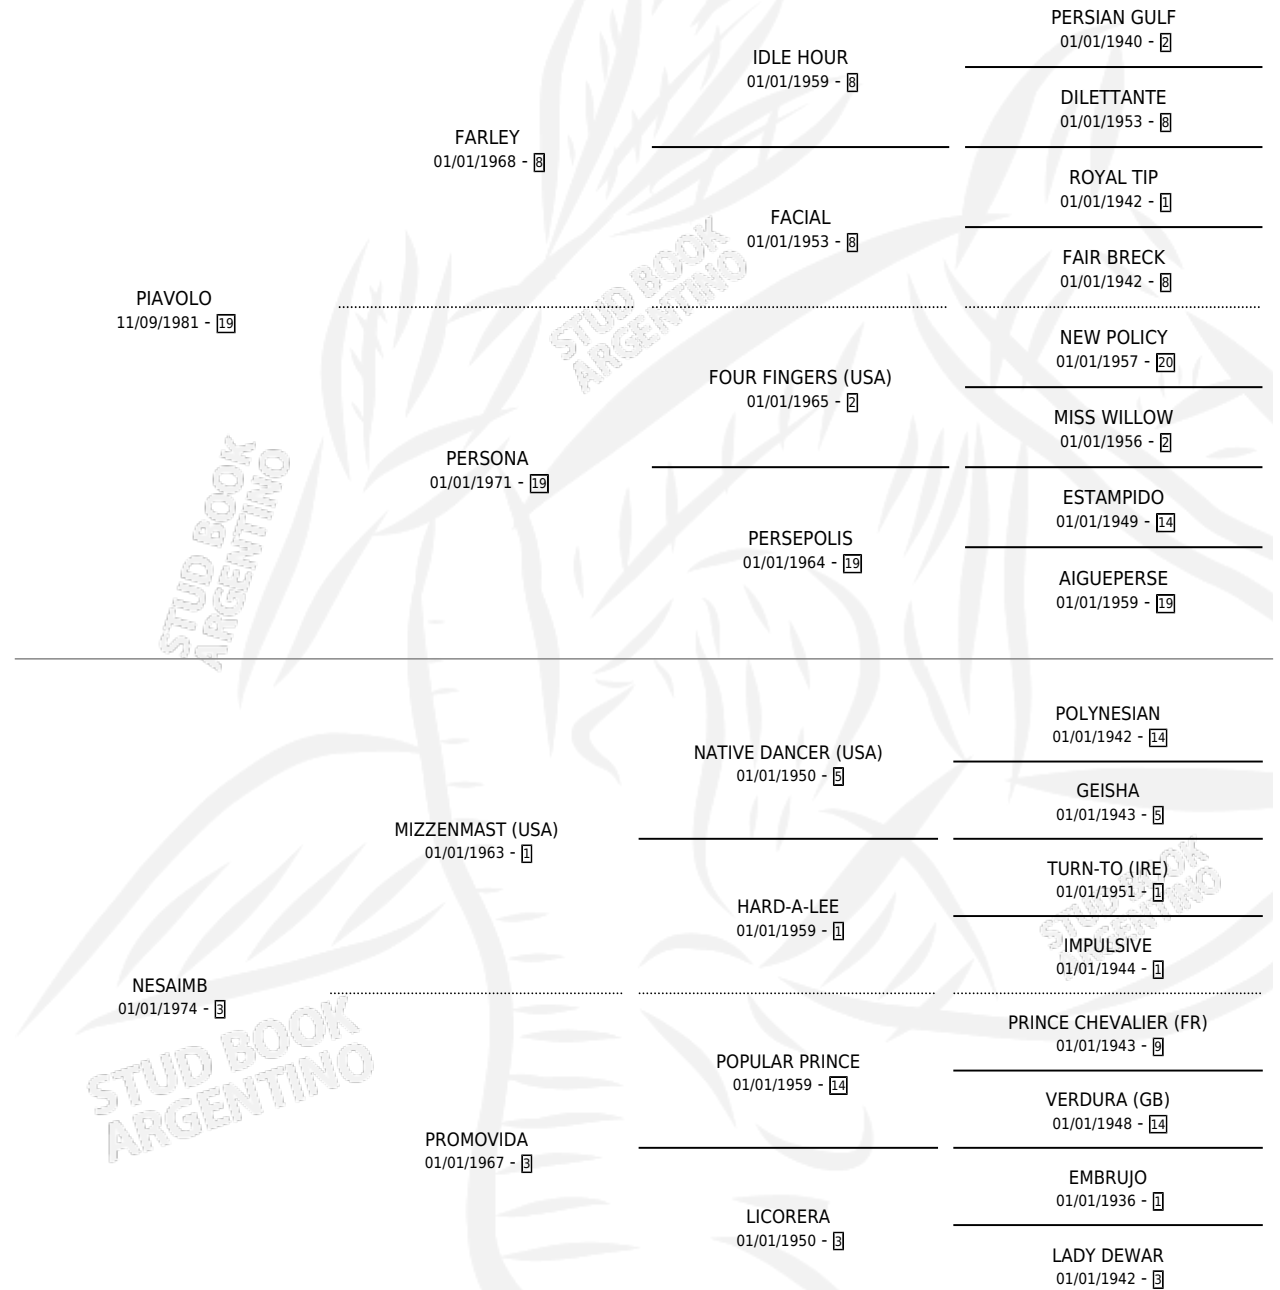 PERSIAN GULF
01/01/1940 - 2
IDLE HOUR
01/01/1959 - 8
DILETTANTE
01/01/1953 - 8
FARLEY
01/01/1968 - 8
ROYAL TIP
01/01/1942 - 1
FACIAL
01/01/1953 - 8
FAIR BRECK
01/01/1942 - 8
STUD BOOK
ARGENTINO
PIAVOLO
11/09/1981 - 19
NEW POLICY
01/01/1957 - 20
FOUR FINGERS (USA)
01/01/1965 - 2
MISS WILLOW
01/01/1956 - 2
PERSONA
01/01/1971 - 19
ESTAMPIDO
01/01/1949 - 14
PERSEPOLIS
01/01/1964 - 19
AIGUEPERSE
01/01/1959 - 19
STUD BOOK
ARGENTINO
POLYNESIAN
01/01/1942 - 14
NATIVE DANCER (USA)
01/01/1950 - 5
GEISHA
01/01/1943 - 5
MIZZENMAST (USA)
01/01/1963 - 1
TURN-TO (IRE)
01/01/1951 - 1
HARD-A-LEE
01/01/1959 - 1
STUD BOOK
ARGENTINO
IMPULSIVE
01/01/1944 - 1
NESAIMB
01/01/1974 - 3
PRINCE CHEVALIER (FR)
01/01/1943 - 9
POPULAR PRINCE
01/01/1959 - 14
STUD BOOK
ARGENTINO
VERDURA (GB)
01/01/1948 - 14
PROMOVIDA
01/01/1967 - 3
EMBRUJO
01/01/1936 - 1
LICORERA
01/01/1950 - 3
LADY DEWAR
01/01/1942 - 3